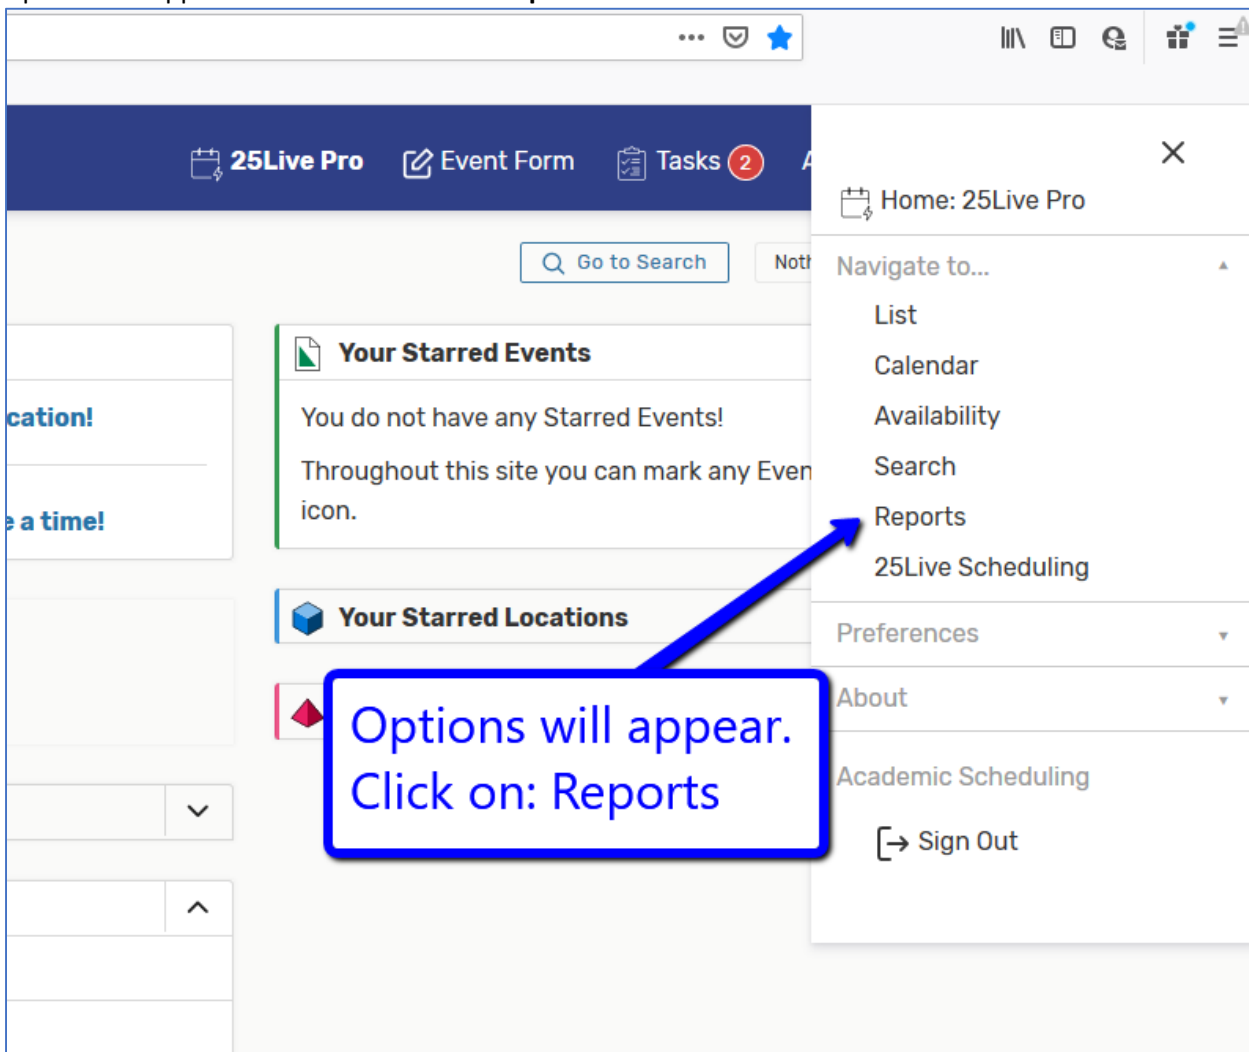 25Live Pro
Event Form
Tasks 2
Home: 25Live Pro
Go to Search
Navigate to...
List
Calendar
Availability
Search
Reports
25Live Scheduling
Preferences
About
Academic Scheduling
Sign Out
cation!
e a time!
Your Starred Events
You do not have any Starred Events!
Throughout this site you can mark any Even
icon.
Your Starred Locations
Options will appear.
Click on: Reports